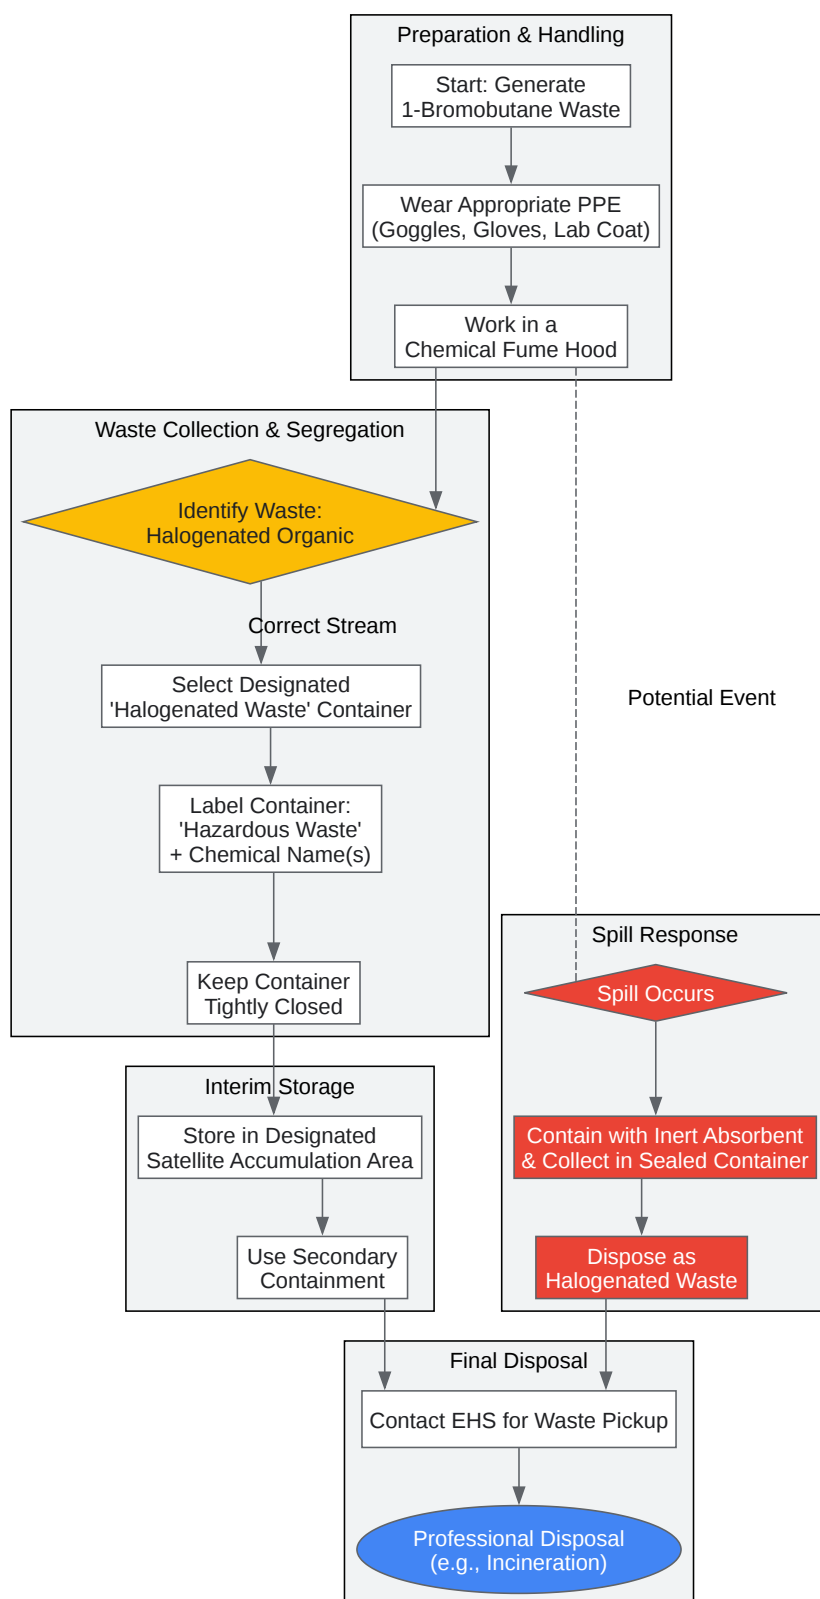 Preparation & Handling
Start: Generate
1-Bromobutane Waste
Wear Appropriate PPE
(Goggles, Gloves, Lab Coat)
Work in a
Chemical Fume Hood
Waste Collection & Segregation
Identify Waste:
Halogenated Organic
Correct Stream
Select Designated
'Halogenated Waste' Container
Label Container:
'Hazardous Waste'
+ Chemical Name(s)
Keep Container
Tightly Closed
Potential Event
Spill Response
Spill Occurs
Contain with Inert Absorbent
& Collect in Sealed Container
Dispose as
Halogenated Waste
Interim Storage
Store in Designated
Satellite Accumulation Area
Use Secondary
Containment
Final Disposal
Contact EHS for Waste Pickup
Professional Disposal
(e.g., Incineration)